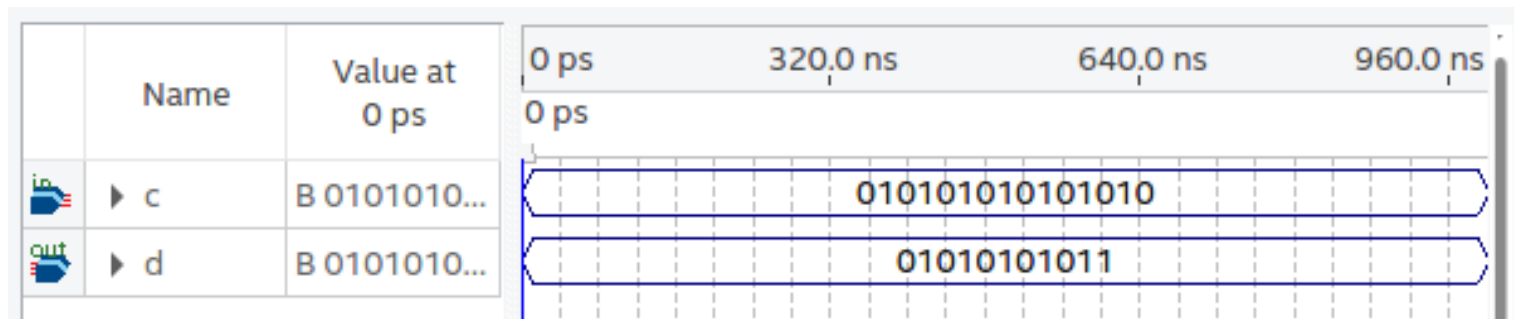 Name
Value at
0 ps
0 ps 320.0 ns 640.0 ns 960.0 ns
0 ps
in
c B 0101010... 010101010101010
out
d B 0101010... 01010101011